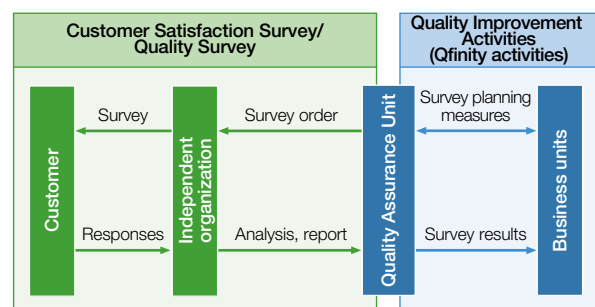 Customer Satisfaction Survey/
Quality Survey
Quality Improvement
Activities
(Qfinity activities)
Customer
Survey
Responses
Independent
organization
Survey order
Analysis, report
Quality Assurance Unit
Survey planning
measures
Survey results
Business units